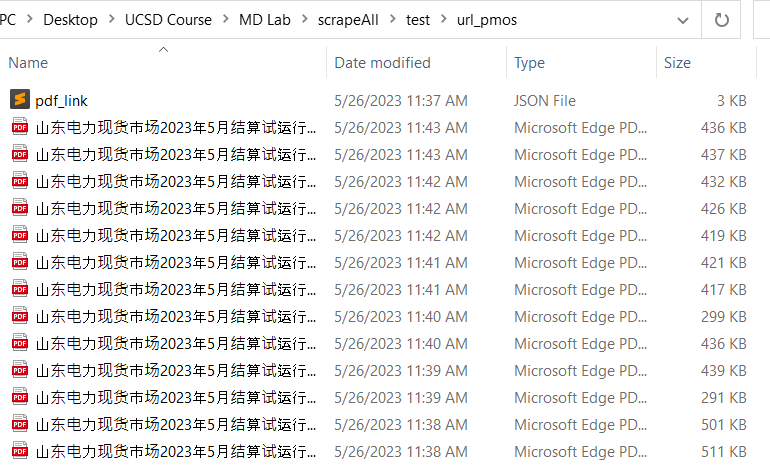 PC > Desktop > UCSD Course > MD Lab > scrapeAll > test > url_pmos
Name Date modified Type Size
pdf_link 5/26/2023 11:37 AM JSON File 3 KB
山东电力现货市场2023年5月结算试运行... 5/26/2023 11:43 AM Microsoft Edge PD... 436 KB
山东电力现货市场2023年5月结算试运行... 5/26/2023 11:43 AM Microsoft Edge PD... 437 KB
山东电力现货市场2023年5月结算试运行... 5/26/2023 11:42 AM Microsoft Edge PD... 432 KB
山东电力现货市场2023年5月结算试运行... 5/26/2023 11:42 AM Microsoft Edge PD... 426 KB
山东电力现货市场2023年5月结算试运行... 5/26/2023 11:42 AM Microsoft Edge PD... 419 KB
山东电力现货市场2023年5月结算试运行... 5/26/2023 11:41 AM Microsoft Edge PD... 421 KB
山东电力现货市场2023年5月结算试运行... 5/26/2023 11:41 AM Microsoft Edge PD... 417 KB
山东电力现货市场2023年5月结算试运行... 5/26/2023 11:40 AM Microsoft Edge PD... 299 KB
山东电力现货市场2023年5月结算试运行... 5/26/2023 11:40 AM Microsoft Edge PD... 436 KB
山东电力现货市场2023年5月结算试运行... 5/26/2023 11:39 AM Microsoft Edge PD... 439 KB
山东电力现货市场2023年5月结算试运行... 5/26/2023 11:39 AM Microsoft Edge PD... 291 KB
山东电力现货市场2023年5月结算试运行... 5/26/2023 11:38 AM Microsoft Edge PD... 501 KB
山东电力现货市场2023年5月结算试运行... 5/26/2023 11:38 AM Microsoft Edge PD... 511 KB